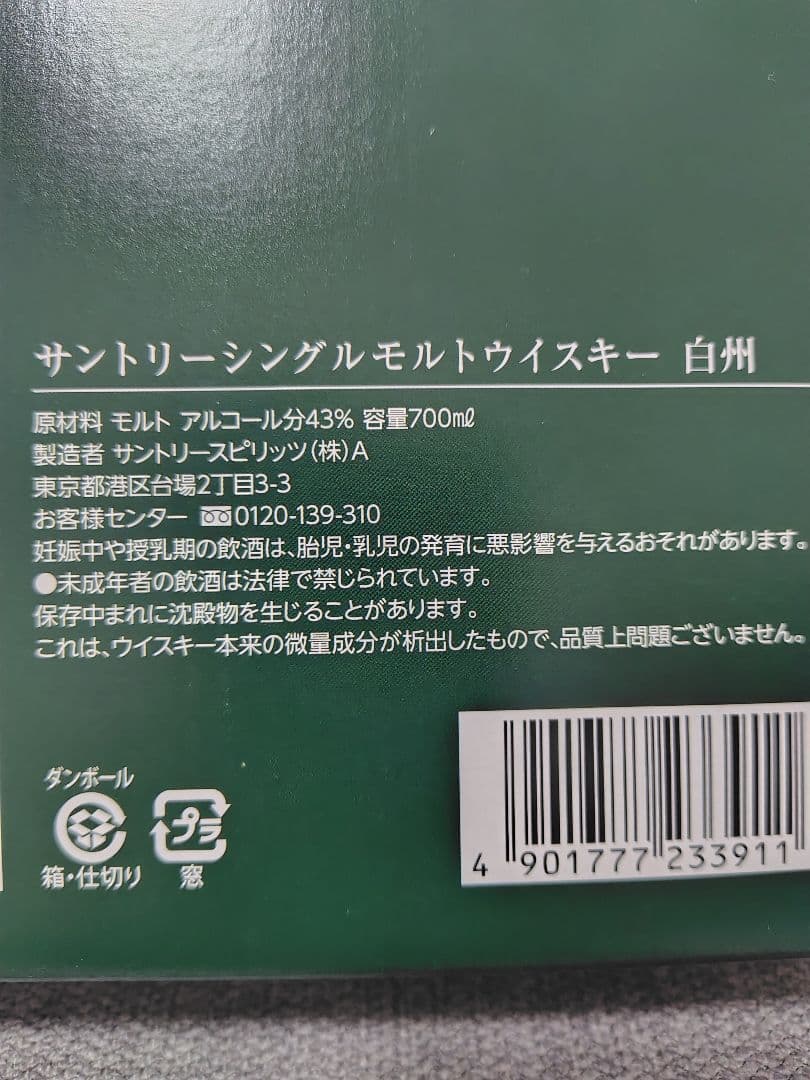 サントリーシングルモルトウイスキー 白州
原材料 モルト アルコール分43% 容量700㎖
製造者 サントリースピリッツ(株)A
東京都港区台場2丁目3-3
お客様センター 0120-139-310
妊娠中や授乳期の飲酒は、胎児・乳児の発育に悪影響を与えるおそれがあります。
●未成年者の飲酒は法律で禁じられています。
保存中まれに沈殿物を生じることがあります。
これは、ウイスキー本来の微量成分が析出したもので、品質上問題ございません。
ダンボール
プラ
箱・仕切り 窓
4 901777 233911